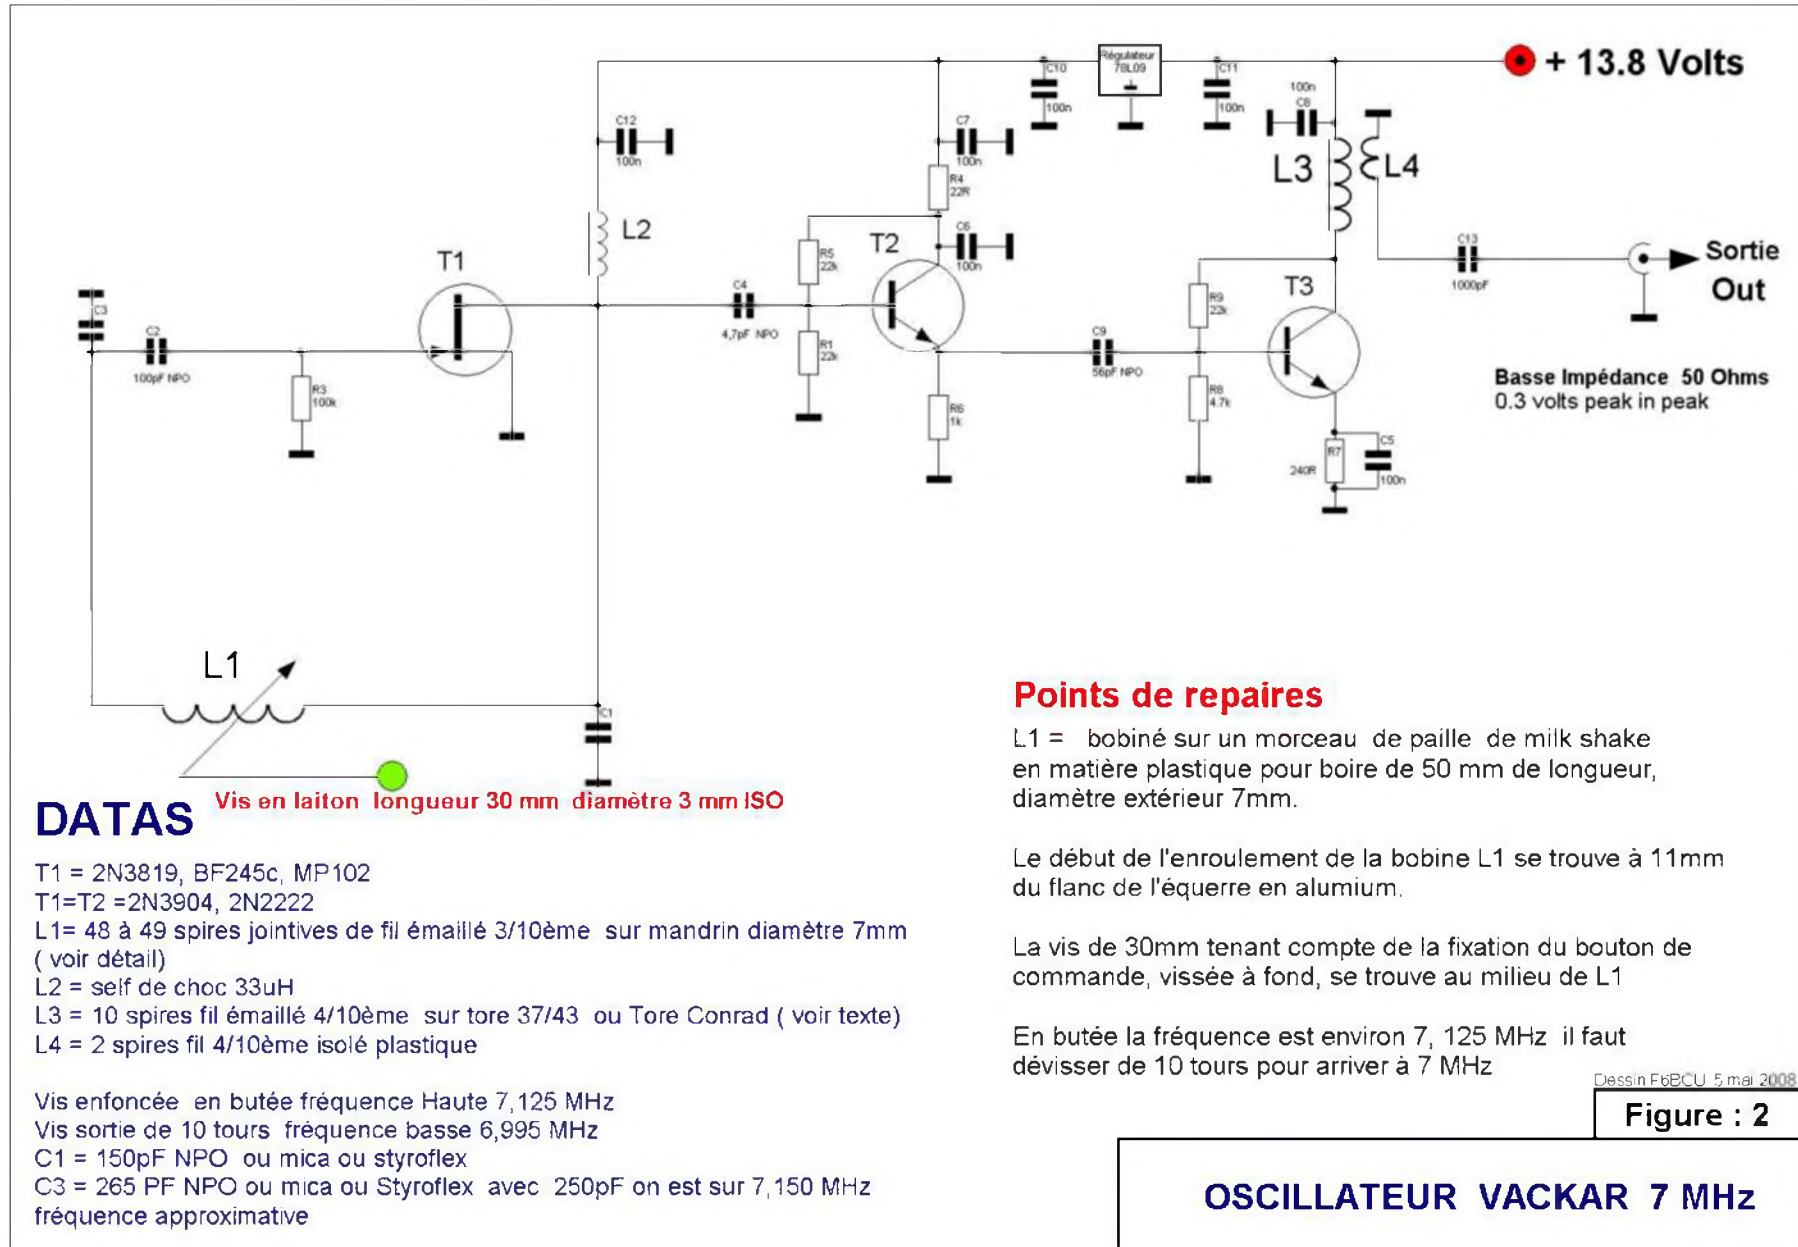 + 13.8 Volts
Régulateur
78L09
C10
100n
C11
100n
100n
C8
C12
100n
C7
100n
R4
22R
L3
L4
L2
T1
T2
C6
100n
R5
22k
C4
4,7pF NPO
R1
22k
C3
C2
100pF NPO
R3
100k
R6
1k
C9
56pF NPO
R9
22k
T3
R8
4.7k
C13
1000pF
Sortie
Out
R7
240R
C5
100n
Basse Impédance 50 Ohms
0.3 volts peak in peak
L1
C1
Vis en laiton longueur 30 mm diamètre 3 mm ISO
DATAS
T1 = 2N3819, BF245c, MP102
T1=T2 =2N3904, 2N2222
L1= 48 à 49 spires jointives de fil émaillé 3/10ème sur mandrin diamètre 7mm
( voir détail)
L2 = self de choc 33uH
L3 = 10 spires fil émaillé 4/10ème sur tore 37/43 ou Tore Conrad ( voir texte)
L4 = 2 spires fil 4/10ème isolé plastique
Vis enfoncée en butée fréquence Haute 7,125 MHz
Vis sortie de 10 tours fréquence basse 6,995 MHz
C1 = 150pF NPO ou mica ou styroflex
C3 = 265 PF NPO ou mica ou Styroflex avec 250pF on est sur 7,150 MHz
fréquence approximative
Points de repaires
L1 = bobiné sur un morceau de paille de milk shake
en matière plastique pour boire de 50 mm de longueur,
diamètre extérieur 7mm.
Le début de l'enroulement de la bobine L1 se trouve à 11mm
du flanc de l'équerre en alumium.
La vis de 30mm tenant compte de la fixation du bouton de
commande, vissée à fond, se trouve au milieu de L1
En butée la fréquence est environ 7, 125 MHz il faut
dévisser de 10 tours pour arriver à 7 MHz
Dessin F6BCU 5 mai 2008
Figure : 2
OSCILLATEUR VACKAR 7 MHz